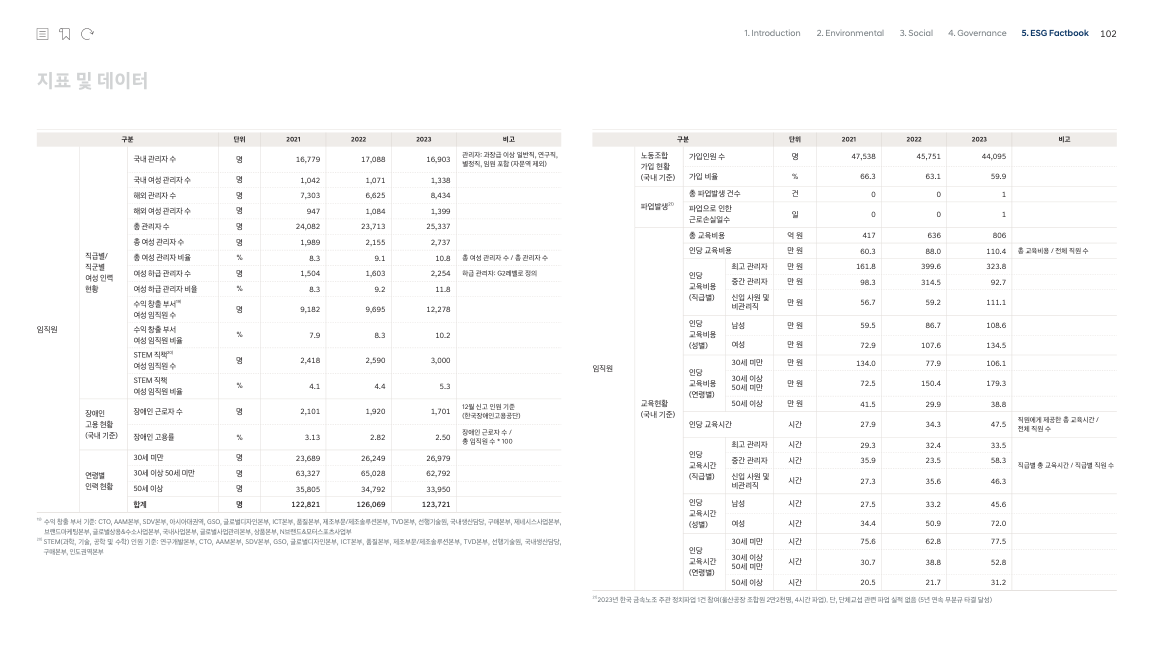 1. Introduction 2. Environmental 3. Social 4. Governance 5. ESG Factbook 102
지표 및 데이터
구분 단위 2021 2022 2023 비고
임직원
직급별/
직군별
여성 인력
현황
국내 관리자 수 명 16,779 17,088 16,903 관리자: 과장급 이상 일반직, 연구직,
별정직, 임원 포함 (자문역 제외)
국내 여성 관리자 수 명 1,042 1,071 1,338
해외 관리자 수 명 7,303 6,625 8,434
해외 여성 관리자 수 명 947 1,084 1,399
총 관리자 수 명 24,082 23,713 25,337
총 여성 관리자 수 명 1,989 2,155 2,737
총 여성 관리자 비율 % 8.3 9.1 10.8 총 여성 관리자 수 / 총 관리자 수
여성 하급 관리자 수 명 1,504 1,603 2,254 하급 관리자: G2레벨로 정의
여성 하급 관리자 비율 % 8.3 9.2 11.8
수익 창출 부서¹⁹⁾
여성 임직원 수 명 9,182 9,695 12,278
수익 창출 부서
여성 임직원 비율 % 7.9 8.3 10.2
STEM 직책²⁰⁾
여성 임직원 수 명 2,418 2,590 3,000
STEM 직책
여성 임직원 비율 % 4.1 4.4 5.3
장애인
고용 현황
(국내 기준)
장애인 근로자 수 명 2,101 1,920 1,701 12월 신고 인원 기준
(한국장애인고용공단)
장애인 고용률 % 3.13 2.82 2.50 장애인 근로자 수 /
총 임직원 수 * 100
연령별
인력 현황
30세 미만 명 23,689 26,249 26,979
30세 이상 50세 미만 명 63,327 65,028 62,792
50세 이상 명 35,805 34,792 33,950
합계 명 122,821 126,069 123,721
¹⁹⁾ 수익 창출 부서 기준: CTO, AAM본부, SDV본부, 아시아대권역, GSO, 글로벌디자인본부, ICT본부, 품질본부, 제조부문/제조솔루션본부, TVD본부, 선행기술원, 국내생산담당, 구매본부, 제네시스사업본부,
브랜드마케팅본부, 글로벌상용&수소사업본부, 국내사업본부, 글로벌사업관리본부, 상품본부, N브랜드&모터스포츠사업부
²⁰⁾ STEM(과학, 기술, 공학 및 수학) 인원 기준: 연구개발본부, CTO, AAM본부, SDV본부, GSO, 글로벌디자인본부, ICT본부, 품질본부, 제조부문/제조솔루션본부, TVD본부, 선행기술원, 국내생산담당,
구매본부, 인도권역본부
구분 단위 2021 2022 2023 비고
임직원
노동조합
가입 현황
(국내 기준)
가입인원 수 명 47,538 45,751 44,095
가입 비율 % 66.3 63.1 59.9
파업발생²¹⁾
총 파업발생 건수 건 0 0 1
파업으로 인한
근로손실일수 일 0 0 1
교육현황
(국내 기준)
총 교육비용 억 원 417 636 806
인당 교육비용 만 원 60.3 88.0 110.4 총 교육비용 / 전체 직원 수
인당
교육비용
(직급별)
최고 관리자 만 원 161.8 399.6 323.8
중간 관리자 만 원 98.3 314.5 92.7
신입 사원 및
비관리직 만 원 56.7 59.2 111.1
인당
교육비용
(성별)
남성 만 원 59.5 86.7 108.6
여성 만 원 72.9 107.6 134.5
인당
교육비용
(연령별)
30세 미만 만 원 134.0 77.9 106.1
30세 이상
50세 미만 만 원 72.5 150.4 179.3
50세 이상 만 원 41.5 29.9 38.8
인당 교육시간 시간 27.9 34.3 47.5 직원에게 제공한 총 교육시간 /
전체 직원 수
인당
교육시간
(직급별)
최고 관리자 시간 29.3 32.4 33.5
중간 관리자 시간 35.9 23.5 58.3 직급별 총 교육시간 / 직급별 직원 수
신입 사원 및
비관리직 시간 27.3 35.6 46.3
인당
교육시간
(성별)
남성 시간 27.5 33.2 45.6
여성 시간 34.4 50.9 72.0
인당
교육시간
(연령별)
30세 미만 시간 75.6 62.8 77.5
30세 이상
50세 미만 시간 30.7 38.8 52.8
50세 이상 시간 20.5 21.7 31.2
²¹⁾ 2023년 한국 금속노조 주관 정치파업 1건 참여(울산공장 조합원 2만2천명, 4시간 파업). 단, 단체교섭 관련 파업 실적 없음 (5년 연속 무분규 타결 달성)